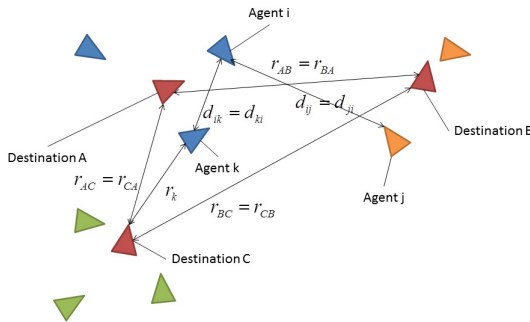 Agent i
r_AB = r_BA
d_ik = d_ki
d_ij = d_ji
Destination B
Destination A
Agent k
r_AC = r_CA
r_k
Agent j
r_BC = r_CB
Destination C